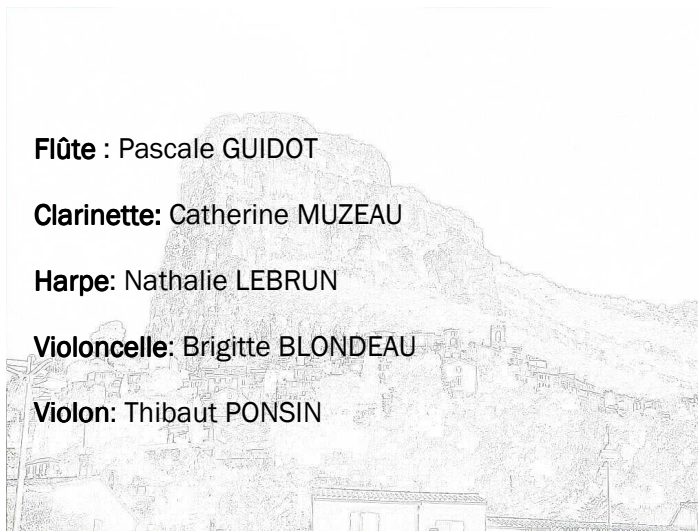 Flûte : Pascale GUIDOT
Clarinette: Catherine MUZEAU
Harpe: Nathalie LEBRUN
Violoncelle: Brigitte BLONDEAU
Violon: Thibaut PONSIN